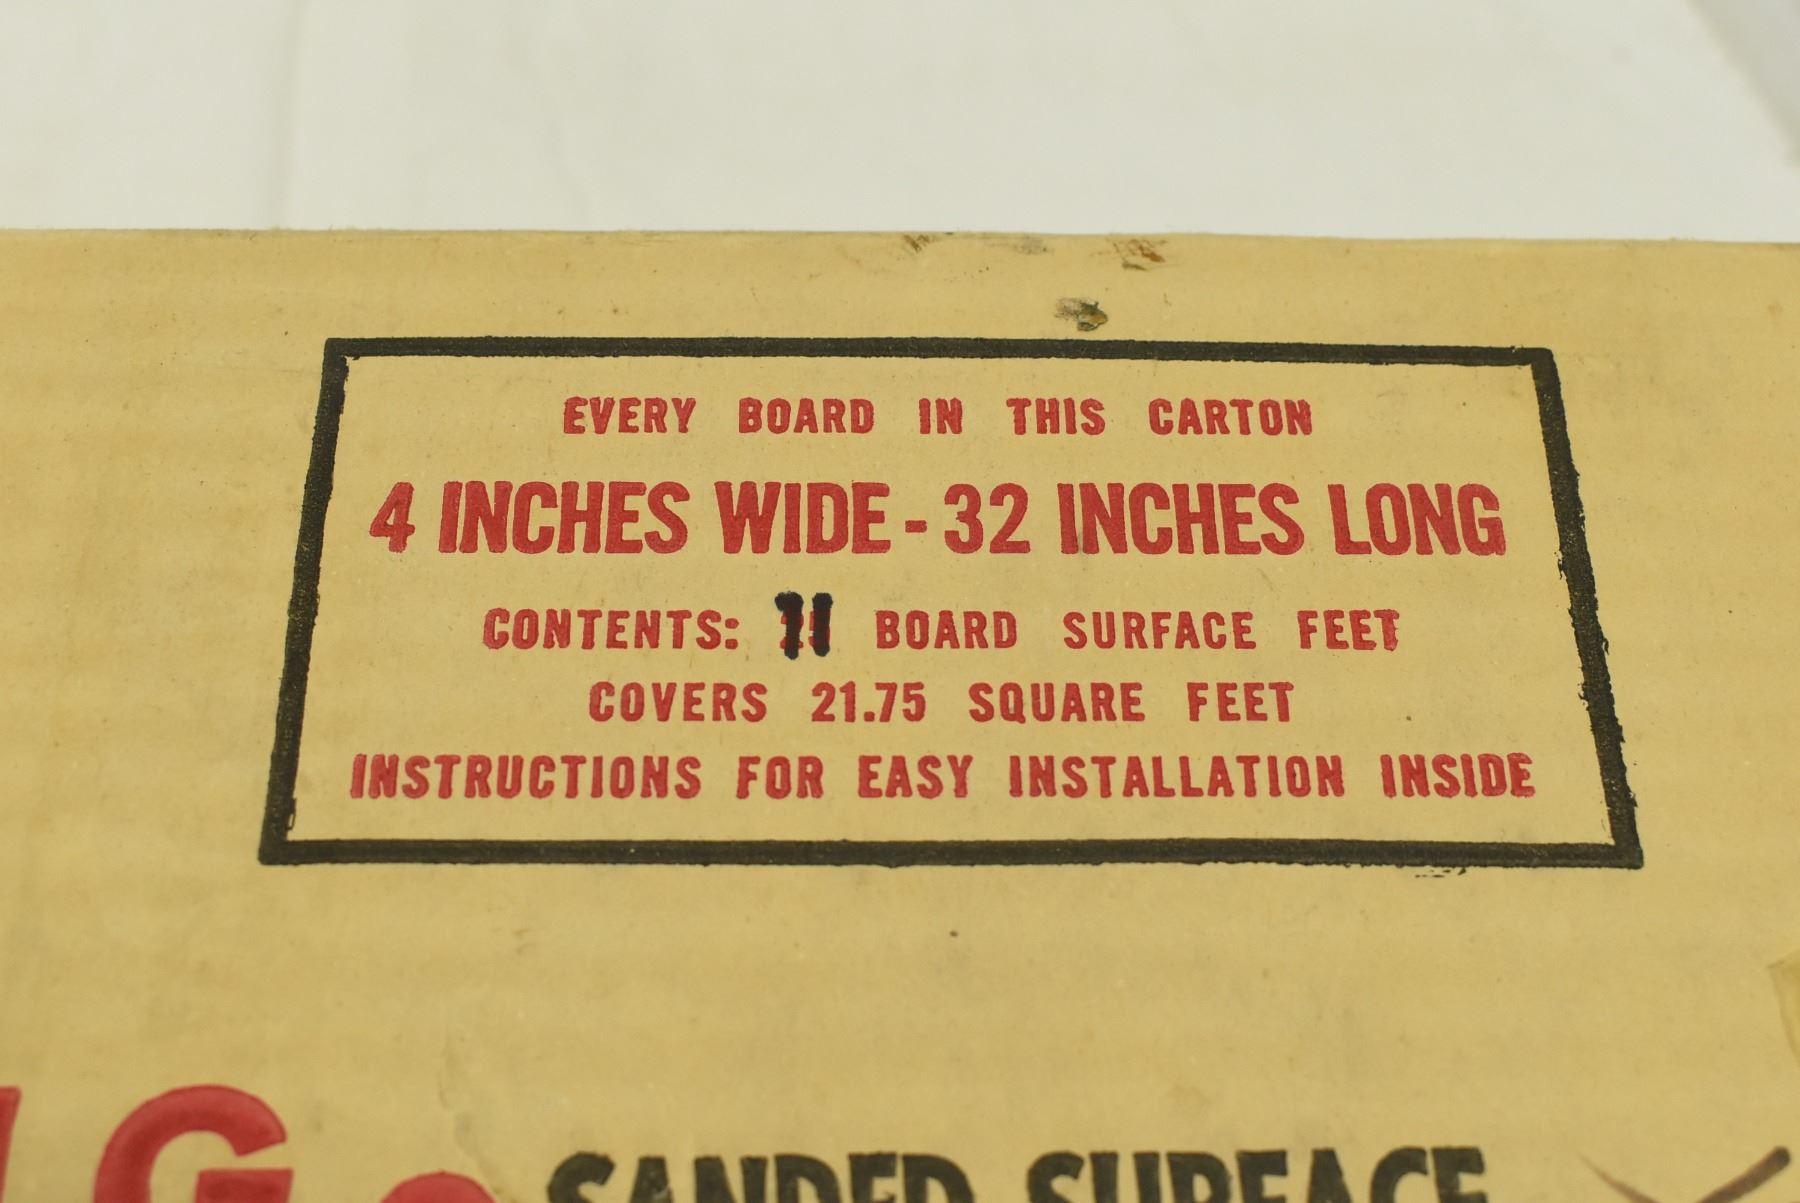 EVERY BOARD IN THIS CARTON
4 INCHES WIDE - 32 INCHES LONG
CONTENTS: 11 BOARD SURFACE FEET
COVERS 21.75 SQUARE FEET
INSTRUCTIONS FOR EASY INSTALLATION INSIDE
SANDED SURFACE